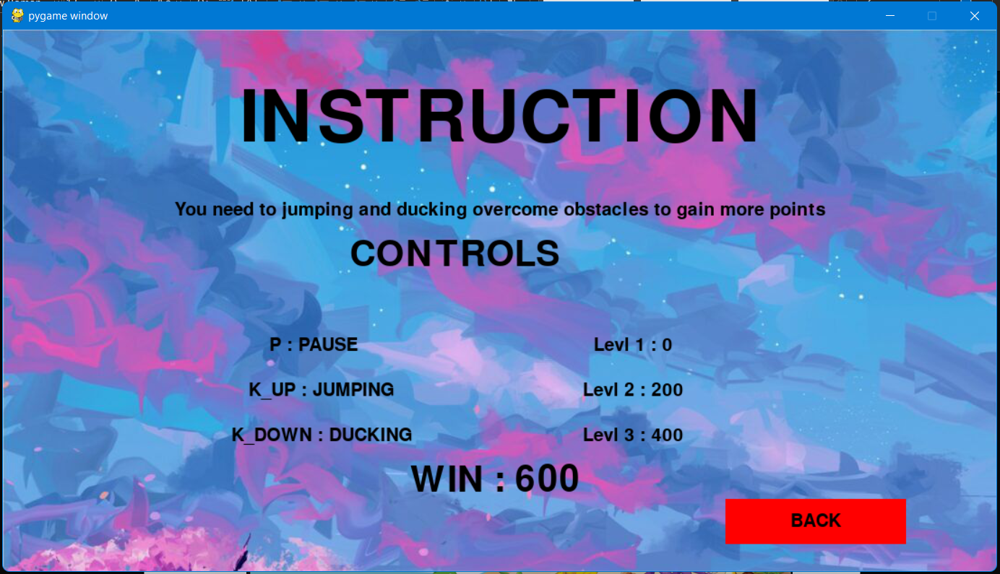 pygame window
INSTRUCTION
You need to jumping and ducking overcome obstacles to gain more points
CONTROLS
P : PAUSE
Levl 1 : 0
K_UP : JUMPING
Levl 2 : 200
K_DOWN : DUCKING
Levl 3 : 400
WIN : 600
BACK